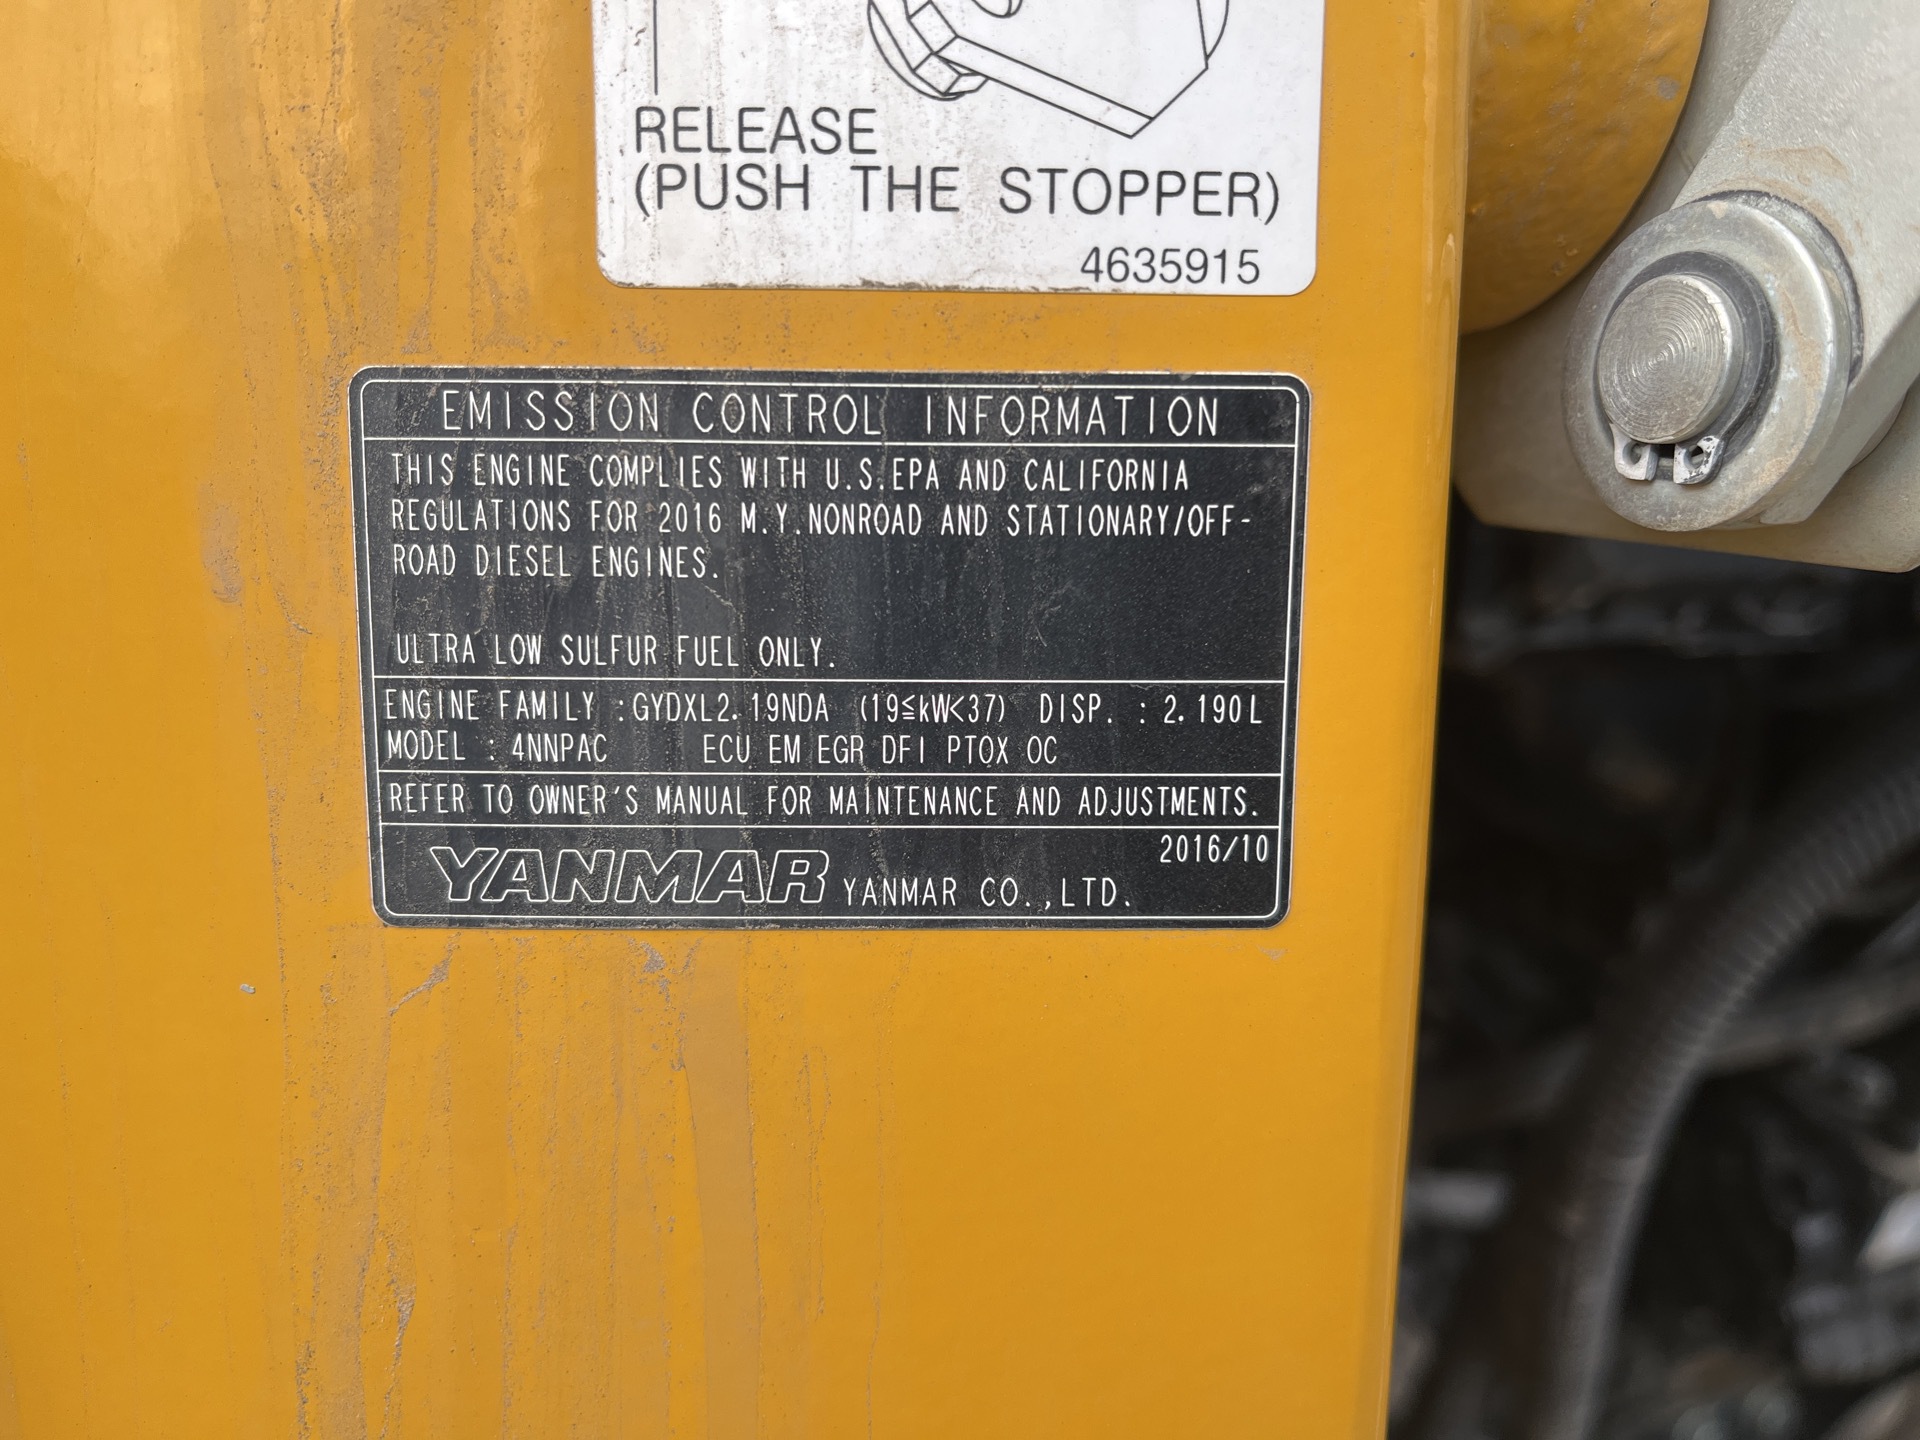 RELEASE
(PUSH THE STOPPER)
4635915
EMISSION CONTROL INFORMATION
THIS ENGINE COMPLIES WITH U.S.EPA AND CALIFORNIA
REGULATIONS FOR 2016 M.Y.NONROAD AND STATIONARY/OFF-
ROAD DIESEL ENGINES.
ULTRA LOW SULFUR FUEL ONLY.
ENGINE FAMILY :GYDXL2.19NDA (19≦kW<37) DISP. : 2.190L
MODEL : 4NNPAC ECU EM EGR DFI PTOX OC
REFER TO OWNER'S MANUAL FOR MAINTENANCE AND ADJUSTMENTS.
2016/10
YANMAR YANMAR CO.,LTD.